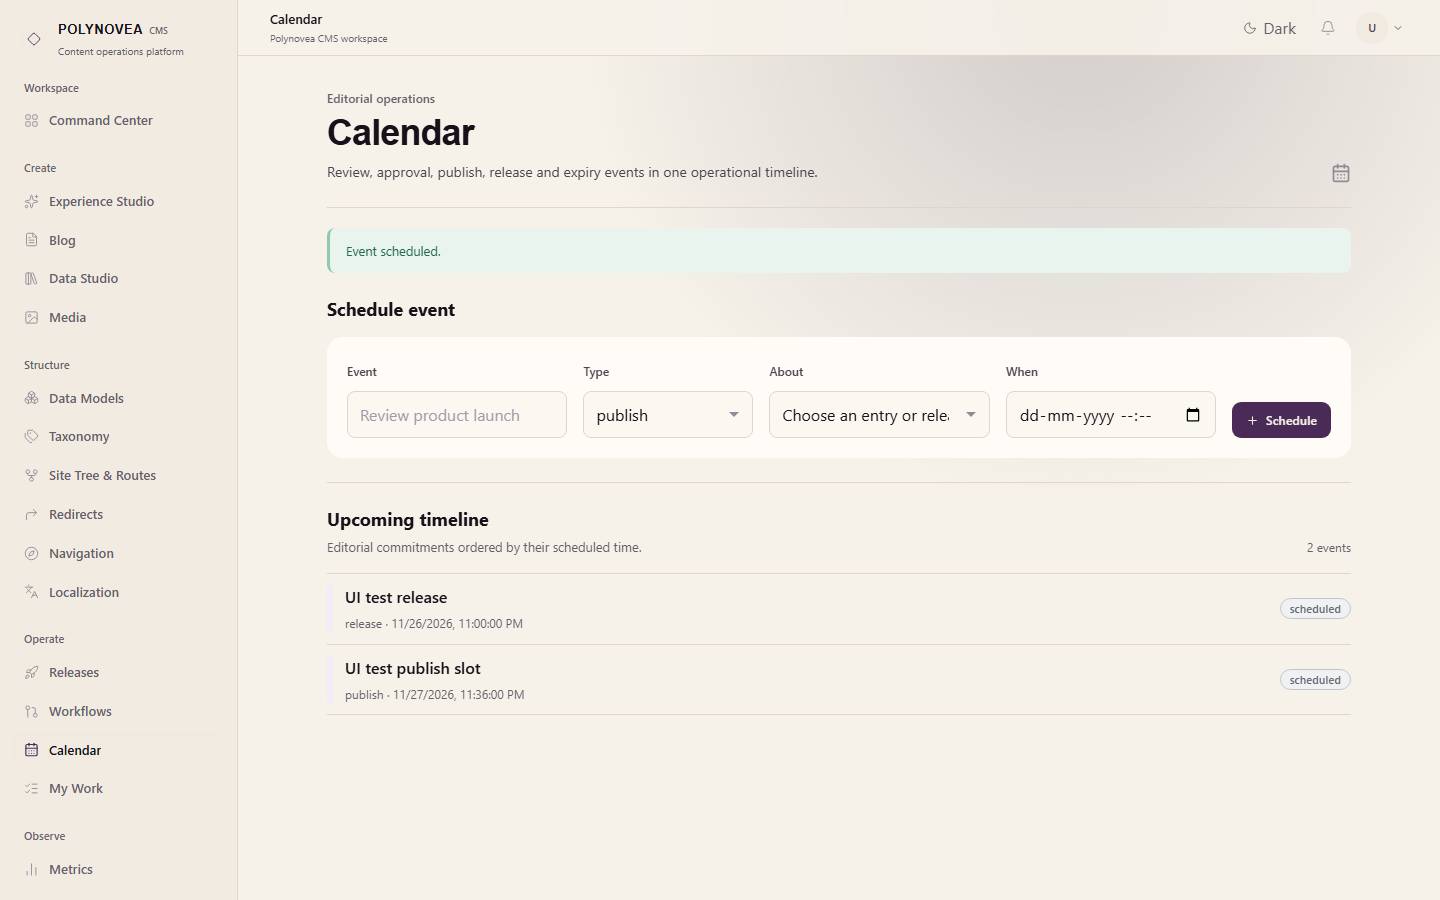 POLYNOVEA CMS
Content operations platform
Workspace
Command Center
Create
Experience Studio
Blog
Data Studio
Media
Structure
Data Models
Taxonomy
Site Tree & Routes
Redirects
Navigation
Localization
Operate
Releases
Workflows
Calendar
My Work
Observe
Metrics
Calendar
Polynovea CMS workspace
Dark
U
Editorial operations
Calendar
Review, approval, publish, release and expiry events in one operational timeline.
Event scheduled.
Schedule event
Event Type About When
Review product launch publish Choose an entry or relea dd-mm-yyyy --:-- + Schedule
Upcoming timeline
Editorial commitments ordered by their scheduled time. 2 events
UI test release
release · 11/26/2026, 11:00:00 PM scheduled
UI test publish slot
publish · 11/27/2026, 11:36:00 PM scheduled